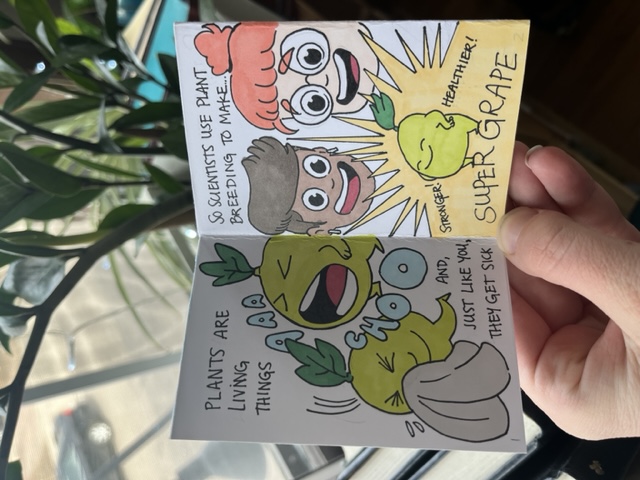 PLANTS ARE
LIVING
THINGS
AAA
CHOO
AND,
JUST LIKE YOU,
THEY GET SICK
1
SO SCIENTISTS USE PLANT
BREEDING TO MAKE...
STRONGER!
HEALTHIER!
SUPER GRAPE
2